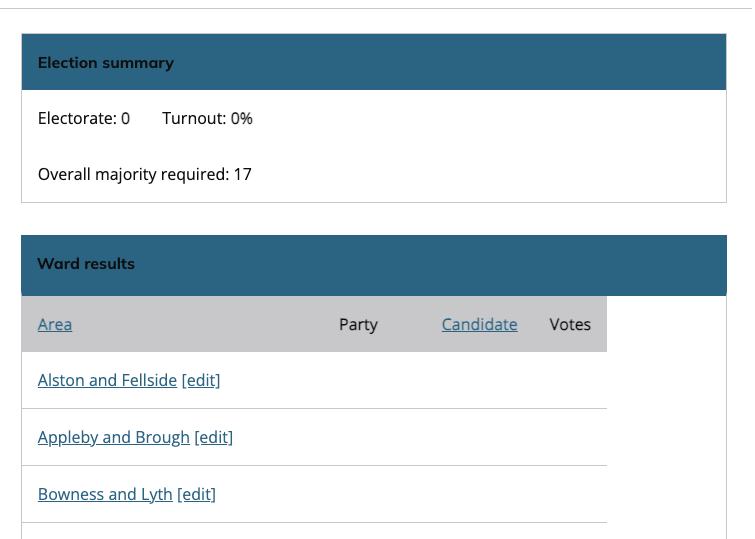 Election summary
Electorate: 0 Turnout: 0%
Overall majority required: 17
Ward results
Area Party Candidate Votes
Alston and Fellside [edit]
Appleby and Brough [edit]
Bowness and Lyth [edit]